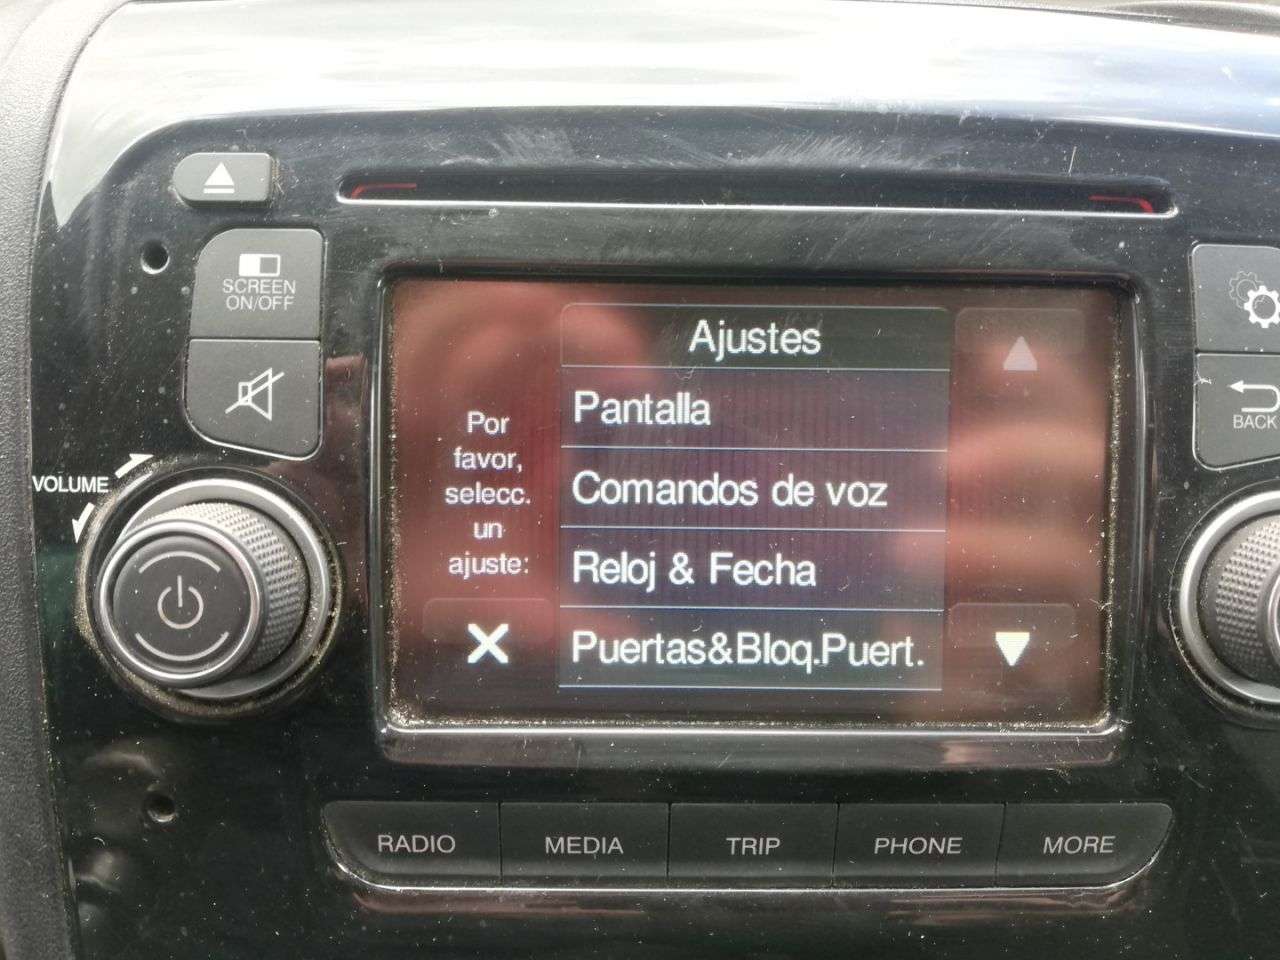 SCREEN
ON/OFF
VOLUME
Ajustes
Por
favor,
selecc.
un
ajuste:
Pantalla
Comandos de voz
Reloj & Fecha
Puertas&Bloq.Puert.
BACK
RADIO
MEDIA
TRIP
PHONE
MORE